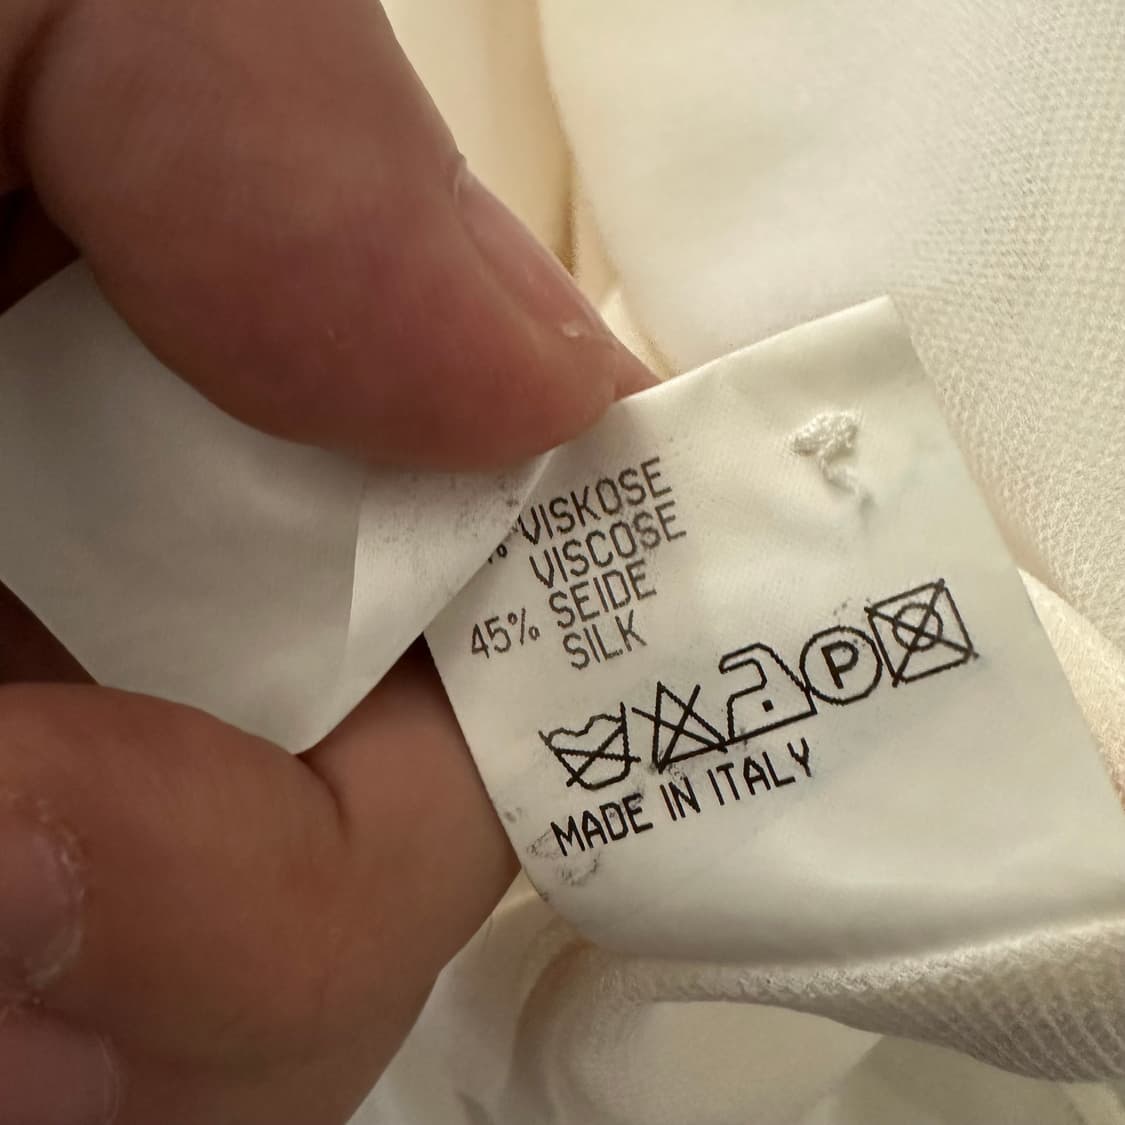 % VISKOSE
VISCOSE
45% SEIDE
SILK
P
MADE IN ITALY